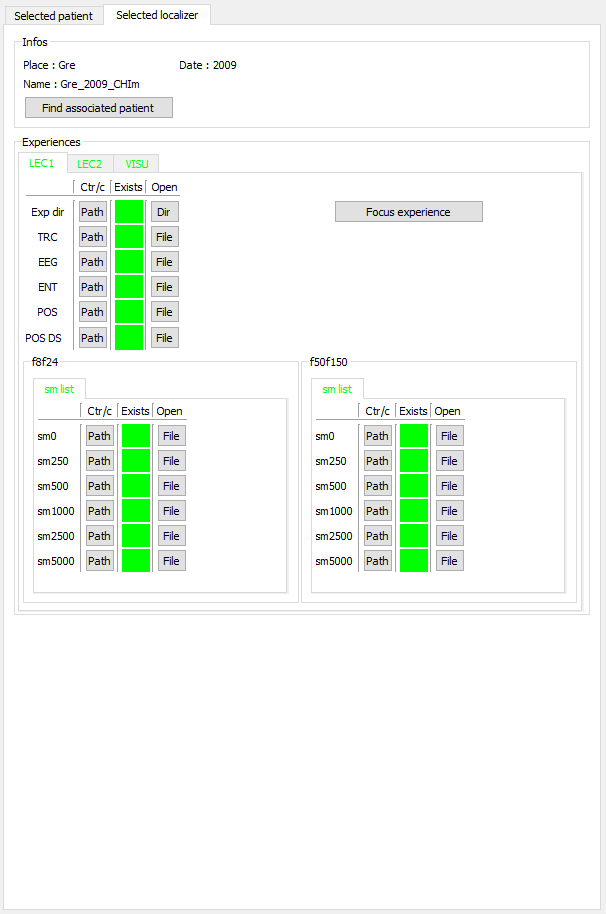 Selected patient Selected localizer
Infos
Place : Gre Date : 2009
Name : Gre_2009_CHIm
Find associated patient
Experiences
LEC1 LEC2 VISU
Ctr/c Exists Open
Exp dir Path Dir Focus experience
TRC Path File
EEG Path File
ENT Path File
POS Path File
POS DS Path File
f8f24
sm list
Ctr/c Exists Open
sm0 Path File
sm250 Path File
sm500 Path File
sm1000 Path File
sm2500 Path File
sm5000 Path File
f50f150
sm list
Ctr/c Exists Open
sm0 Path File
sm250 Path File
sm500 Path File
sm1000 Path File
sm2500 Path File
sm5000 Path File